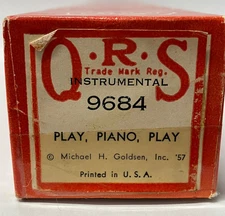 Q·R·S
Trade Mark Reg.
INSTRUMENTAL
9684
PLAY, PIANO, PLAY
© Michael H. Goldsen, Inc. '57
Printed in U.S.A.